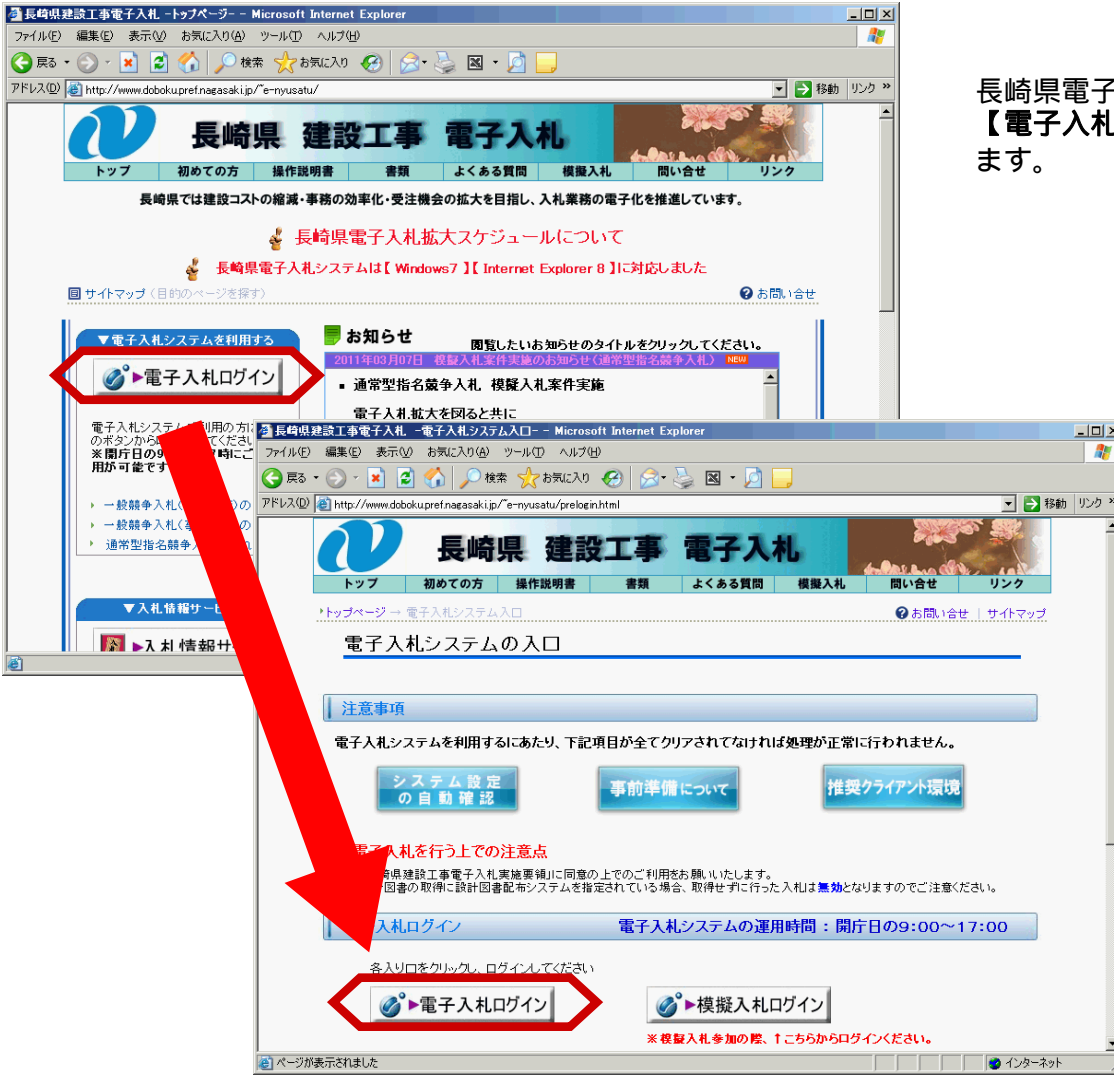 長崎県建設工事電子入札 -トップページ- - Microsoft Internet Explorer
ファイル(F) 編集(E) 表示(V) お気に入り(A) ツール(T) ヘルプ(H)
戻る 検索 お気に入り
アドレス(D) http://www.doboku.pref.nagasaki.jp/~e-nyusatu/ 移動 リンク »
長崎県 建設工事 電子入札
トップ 初めての方 操作説明書 書類 よくある質問 模擬入札 問い合せ リンク
長崎県では建設コストの縮減・事務の効率化・受注機会の拡大を目指し、入札業務の電子化を推進しています。
長崎県電子入札拡大スケジュールについて
長崎県電子入札システムは【 Windows7 】【 Internet Explorer 8 】に対応しました
サイトマップ(目的のページを探す) お問い合せ
▼電子入札システムを利用する
▶電子入札ログイン
お知らせ 閲覧したいお知らせのタイトルをクリックしてください。
2011年03月07日 模擬入札案件実施のお知らせ(通常型指名競争入札) NEW
▪ 通常型指名競争入札 模擬入札案件実施
電子入札拡大を図ると共に
電子入札システム 利用の方に
のボタンから てくださ
※開庁日の9 7時にご
用が可能です
一般競争入札( )の
一般競争入札( の
通常型指名競争入 れ
▼入札情報サービ
▶入札情報サ
長崎県電子
【電子入札
ます。
長崎県建設工事電子入札 -電子入札システム入口- - Microsoft Internet Explorer
ファイル(F) 編集(E) 表示(V) お気に入り(A) ツール(T) ヘルプ(H)
戻る 検索 お気に入り
アドレス(D) http://www.doboku.pref.nagasaki.jp/~e-nyusatu/prelogin.html 移動 リンク »
長崎県 建設工事 電子入札
トップ 初めての方 操作説明書 書類 よくある質問 模擬入札 問い合せ リンク
トップページ → 電子入札システム入口 お問い合せ | サイトマップ
電子入札システムの入口
注意事項
電子入札システムを利用するにあたり、下記項目が全てクリアされてなければ処理が正常に行われません。
システム設定
の自動確認
事前準備について
推奨クライアント環境
電子入札を行う上での注意点
崎県建設工事電子入札実施要領」に同意の上でのご利用をお願いいたします。
図書の取得に設計図書配布システムを指定されている場合、取得せずに行った入札は無効となりますのでご注意ください。
入札ログイン 電子入札システムの運用時間:開庁日の9:00~17:00
各入り口をクリックし、ログインしてください
▶電子入札ログイン ▶模擬入札ログイン
※模擬入札参加の際、↑こちらからログインください。
ページが表示されました インターネット